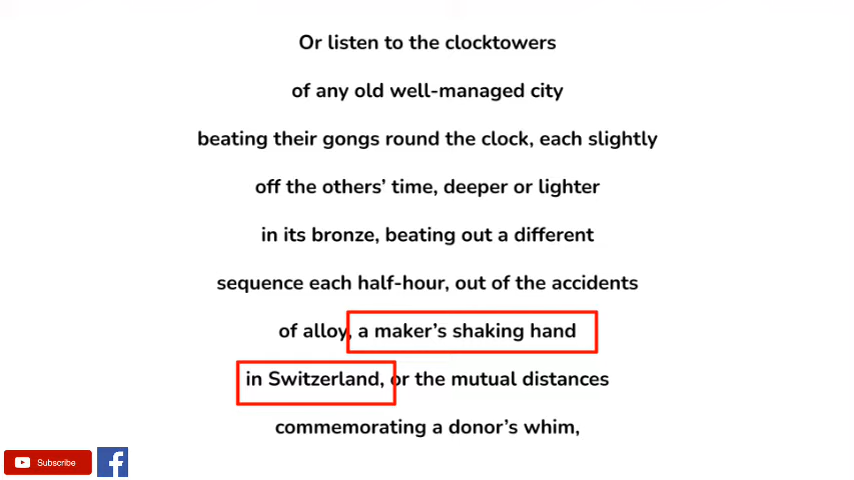 Or listen to the clocktowers
of any old well-managed city
beating their gongs round the clock, each slightly
off the others’ time, deeper or lighter
in its bronze, beating out a different
sequence each half-hour, out of the accidents
of alloy, a maker’s shaking hand
in Switzerland, or the mutual distances
commemorating a donor’s whim,
Subscribe